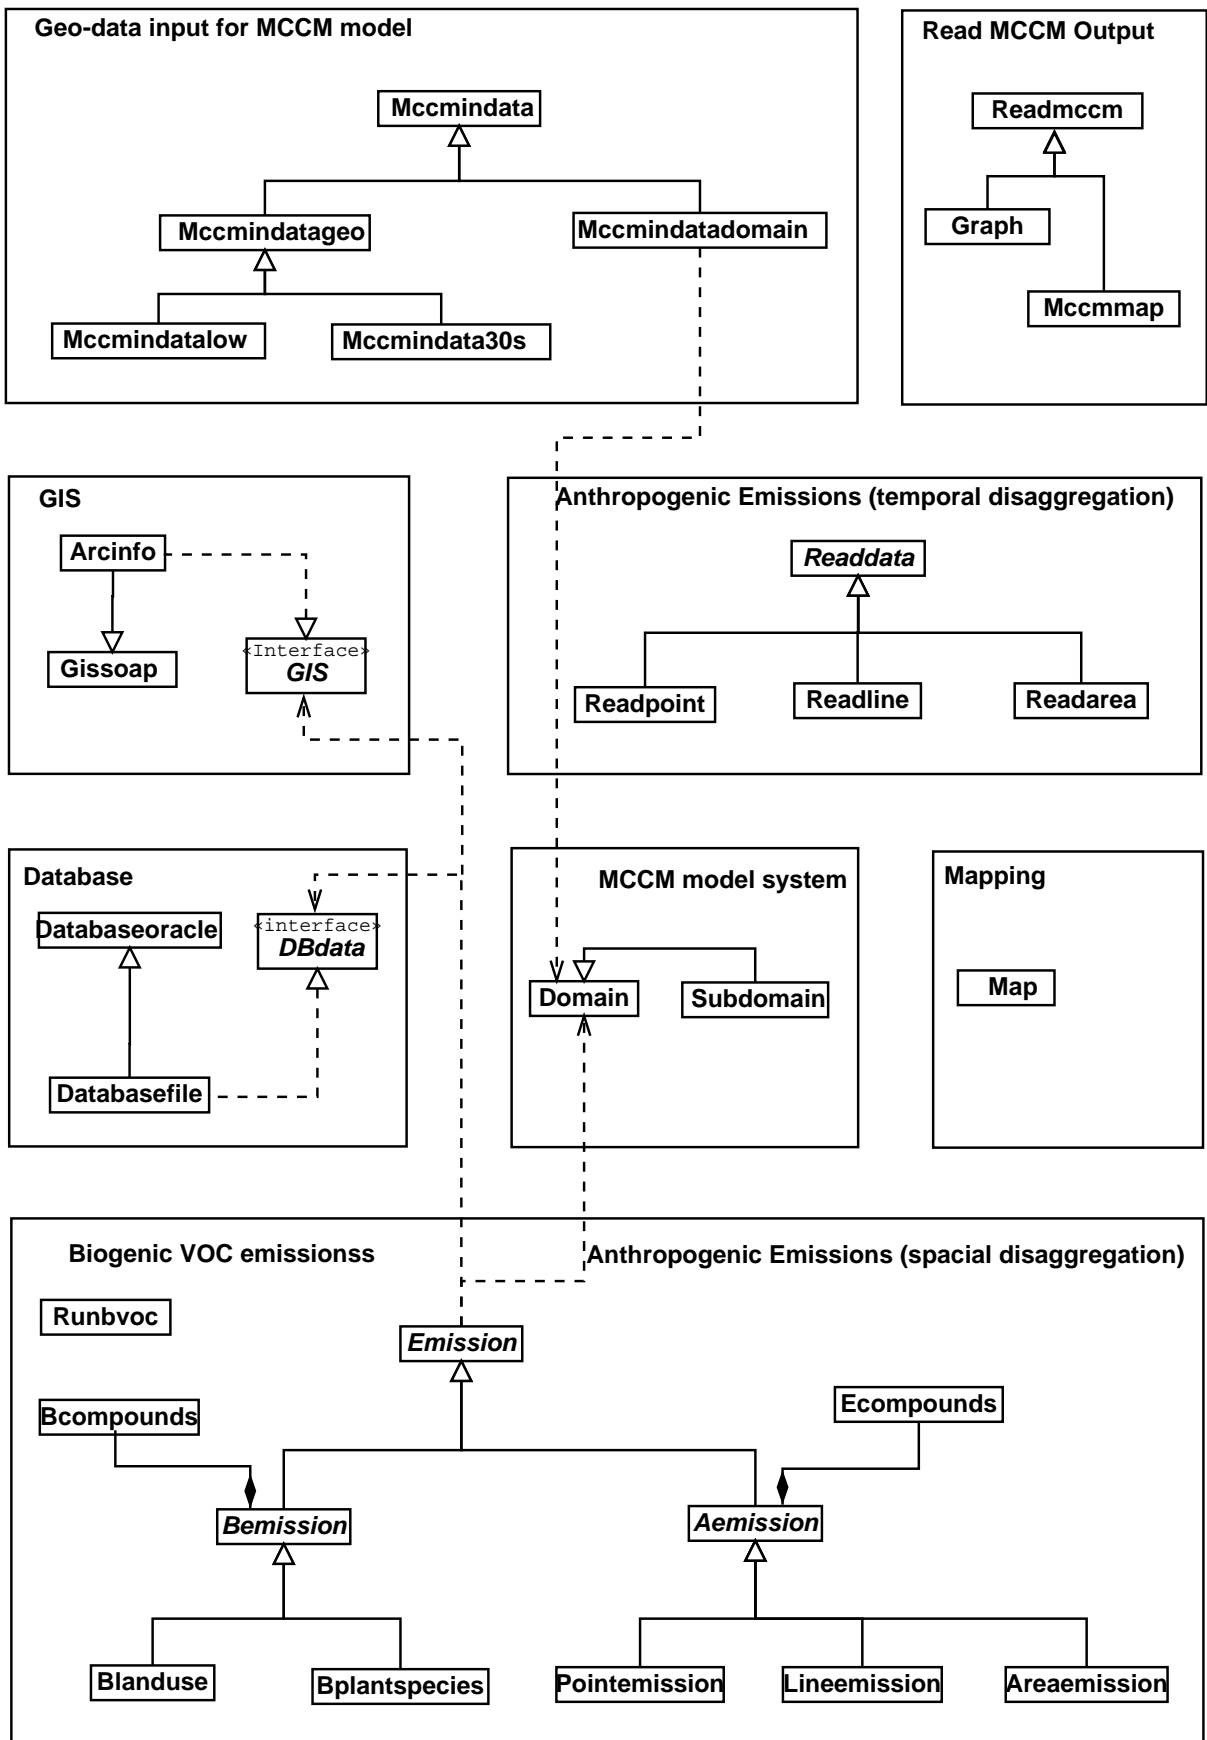 Geo-data input for MCCM model
Mccmindata
Mccmindatageo
Mccmindatadomain
Mccmindatalow
Mccmindata30s
Read MCCM Output
Readmccm
Graph
Mccmmap
GIS
Arcinfo
Gissoap
«Interface»
GIS
Anthropogenic Emissions (temporal disaggregation)
Readdata
Readpoint
Readline
Readarea
Database
Databaseoracle
«interface»
DBdata
Databasefile
MCCM model system
Domain
Subdomain
Mapping
Map
Biogenic VOC emissionss
Anthropogenic Emissions (spacial disaggregation)
Runbvoc
Emission
Bcompounds
Ecompounds
Bemission
Aemission
Blanduse
Bplantspecies
Pointemission
Lineemission
Areaemission